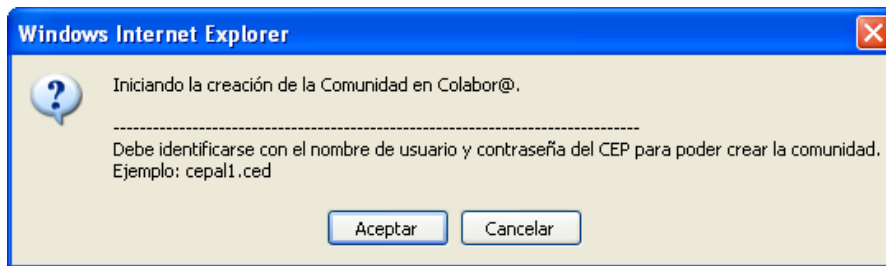 Windows Internet Explorer
Iniciando la creación de la Comunidad en Colabor@.
--------------------------------------------------------------------------------
Debe identificarse con el nombre de usuario y contraseña del CEP para poder crear la comunidad.
Ejemplo: cepal1.ced
Aceptar Cancelar